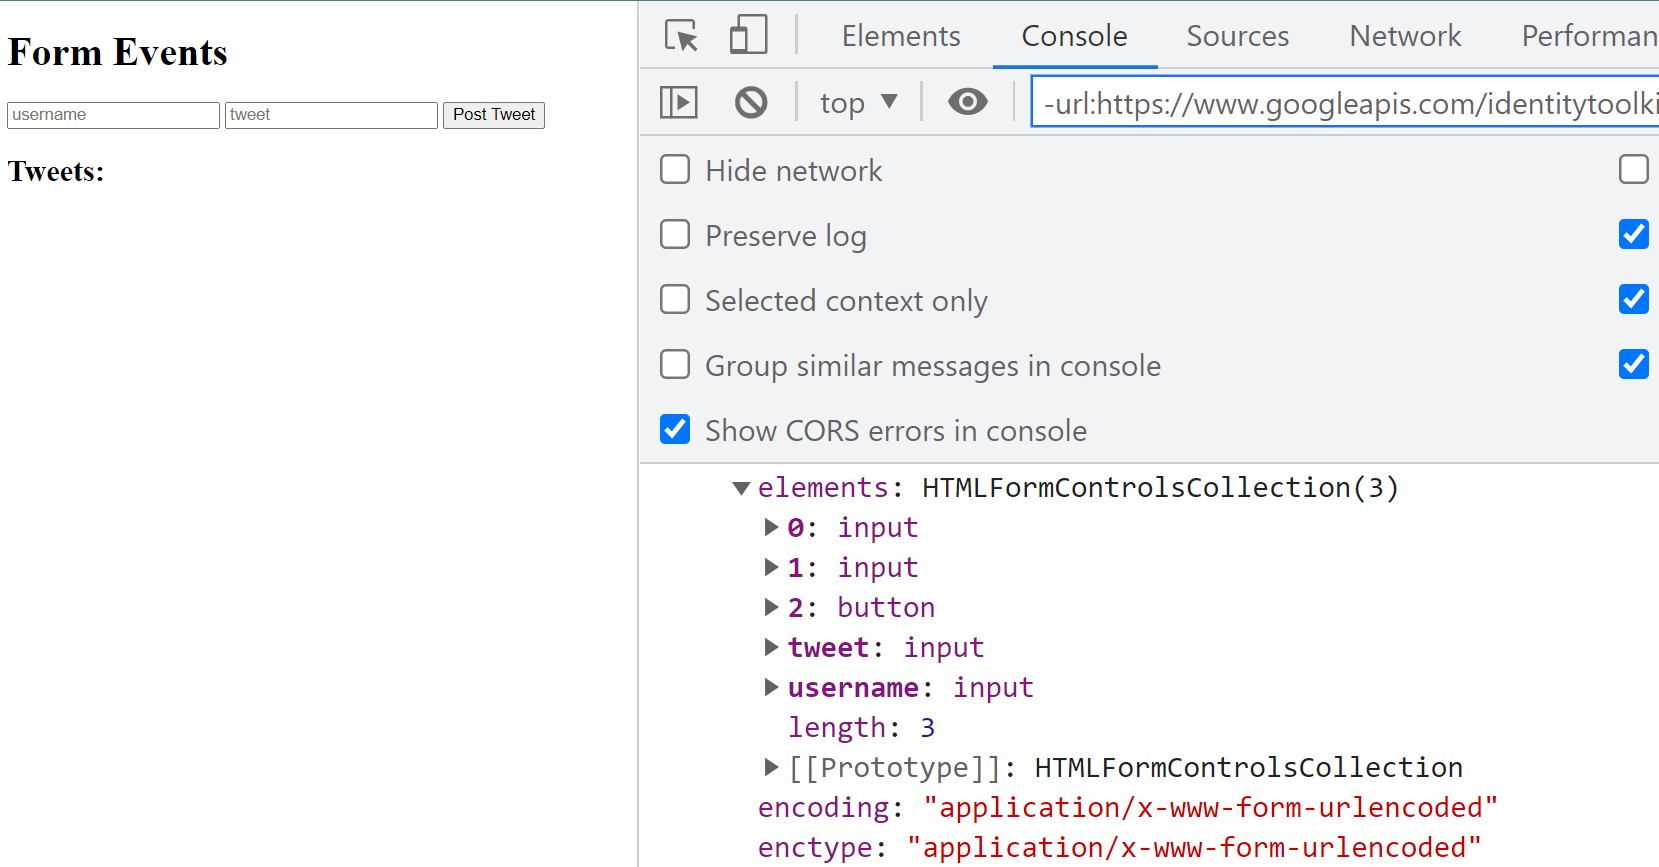 Form Events
username tweet Post Tweet
Tweets:
Elements Console Sources Network Performan
top ▼ -url:https://www.googleapis.com/identitytoolki
Hide network
Preserve log
Selected context only
Group similar messages in console
Show CORS errors in console
▼elements: HTMLFormControlsCollection(3)
▶0: input
▶1: input
▶2: button
▶tweet: input
▶username: input
length: 3
▶[[Prototype]]: HTMLFormControlsCollection
encoding: "application/x-www-form-urlencoded"
enctype: "application/x-www-form-urlencoded"